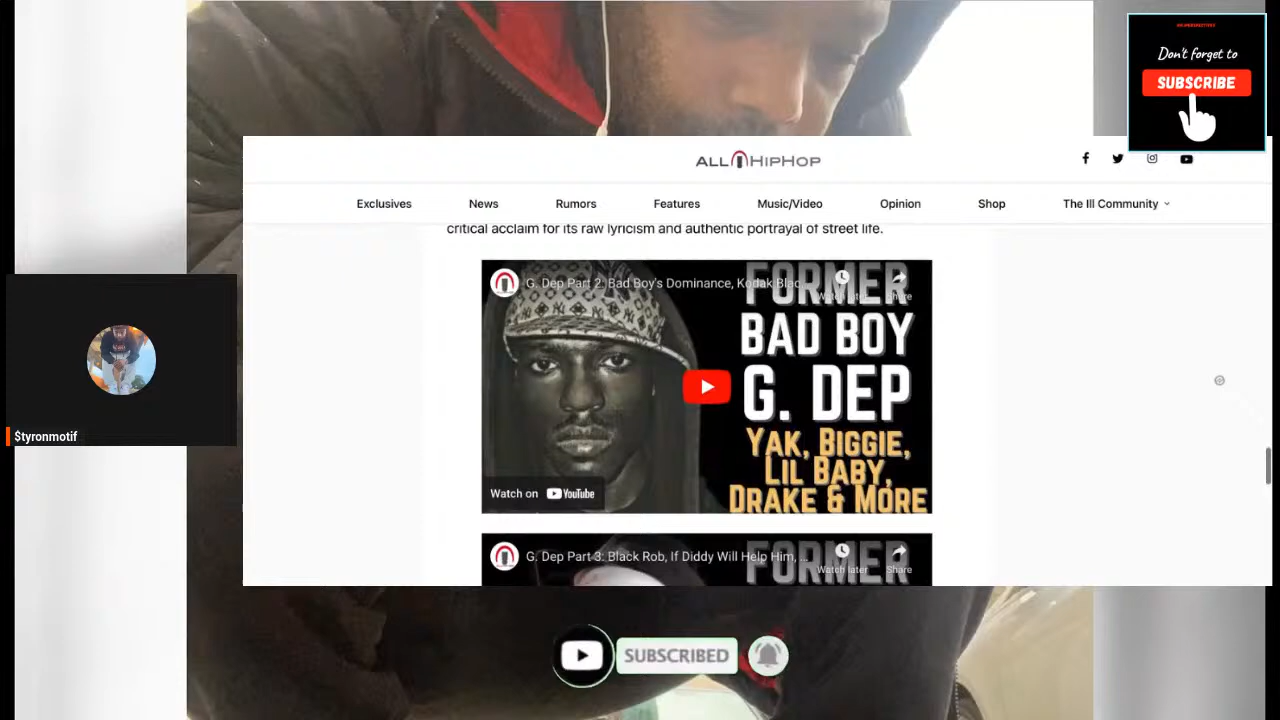 Don't forget to
SUBSCRIBE
ALL HIPHOP
Exclusives News Rumors Features Music/Video Opinion Shop The Ill Community
critical acclaim for its raw lyricism and authentic portrayal of street life.
G. Dep Part 2: Bad Boy's Dominance, Kodak Blac...
Watch later Share
FORMER
BAD BOY
G. DEP
YAK, BIGGIE,
LIL BABY,
DRAKE & MORE
Watch on YouTube
$tyronmotif
G. Dep Part 3: Black Rob, If Diddy Will Help Him, ...
Watch later Share
FORMER
SUBSCRIBED